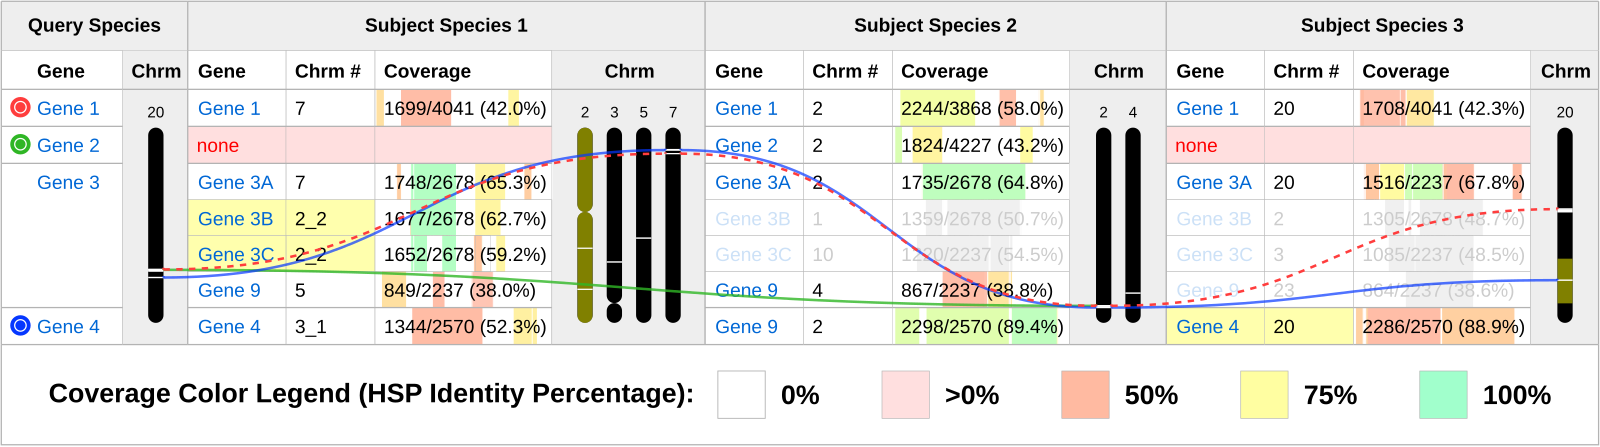 Query Species Subject Species 1 Subject Species 2 Subject Species 3
Gene Chrm Gene Chrm # Coverage Chrm Gene Chrm # Coverage Chrm Gene Chrm # Coverage Chrm
Gene 1 20 Gene 1 7 1699/4041 (42.0%) 2 3 5 7 Gene 1 2 2244/3868 (58.0%) 2 4 Gene 1 20 1708/4041 (42.3%) 20
Gene 2 none Gene 2 2 1824/4227 (43.2%) none
Gene 3 Gene 3A 7 1748/2678 (65.3%) Gene 3A 2 1735/2678 (64.8%) Gene 3A 20 1516/2237 (67.8%)
Gene 3B 2_2 1677/2678 (62.7%) Gene 3B 1 1359/2678 (50.7%) Gene 3B 2 1305/2678 (48.7%)
Gene 3C 2_2 1652/2678 (59.2%) Gene 3C 10 (54.5%) Gene 3C 3 1085/2237 (48.5%)
Gene 9 5 849/2237 (38.0%) Gene 9 4 867/2237 (38.8%) Gene 9 23 864/2237 (38.6%)
Gene 4 Gene 4 3_1 1344/2570 (52.3%) Gene 9 2 2298/2570 (89.4%) Gene 4 20 2286/2570 (88.9%)
Coverage Color Legend (HSP Identity Percentage): 0% >0% 50% 75% 100%